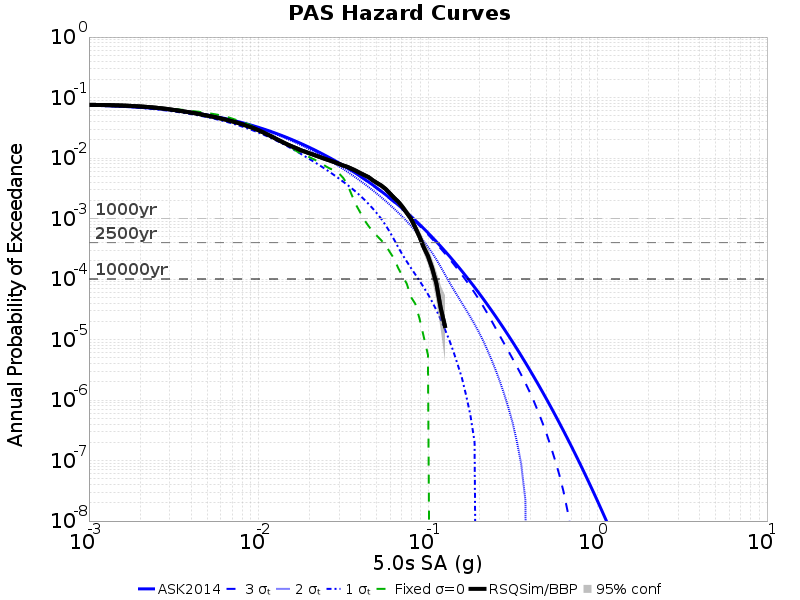 PAS Hazard Curves
Annual Probability of Exceedance
10^0
10^-1
10^-2
10^-3
10^-4
10^-5
10^-6
10^-7
10^-8
1000yr
2500yr
10000yr
10^-3 10^-2 10^-1 10^0 10^1
5.0s SA (g)
ASK2014 3 σₜ 2 σₜ 1 σₜ Fixed σ=0 RSQSim/BBP 95% conf